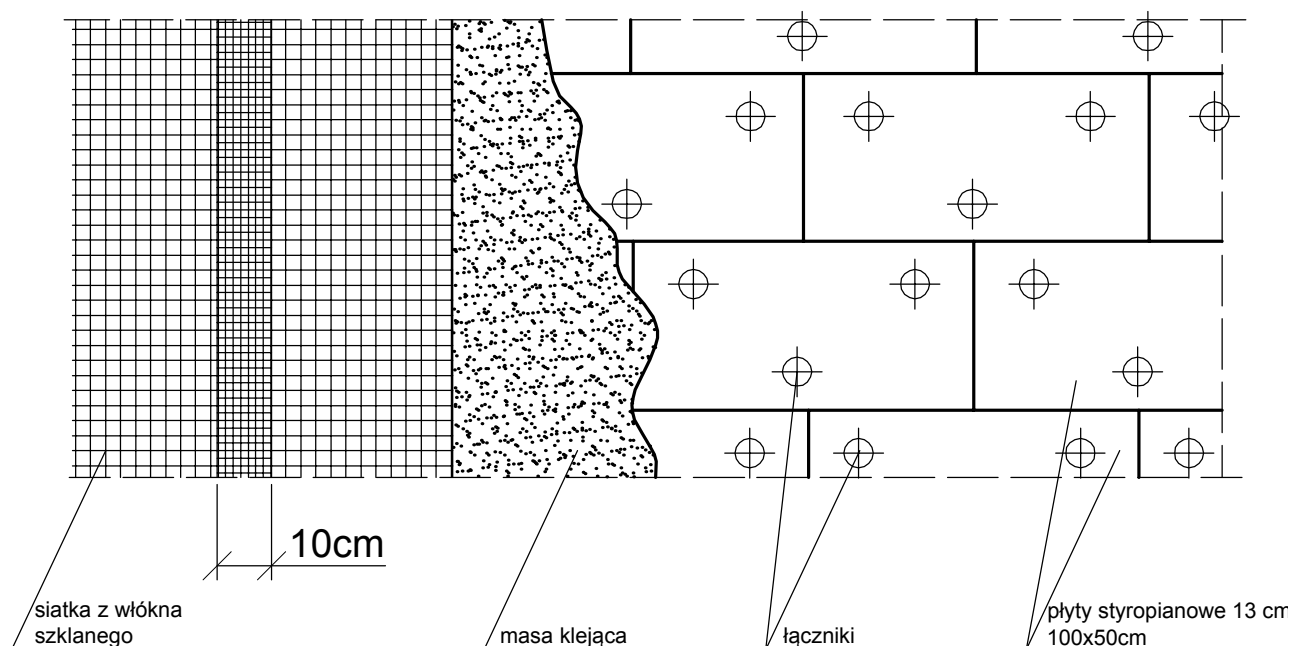 10cm
siatka z włókna
szklanego
masa klejąca
łączniki
płyty styropianowe 13 cm
100x50cm